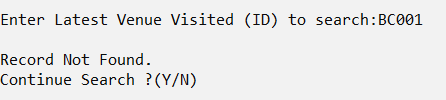 Enter Latest Venue Visited (ID) to search:BC001
Record Not Found.
Continue Search ?(Y/N)